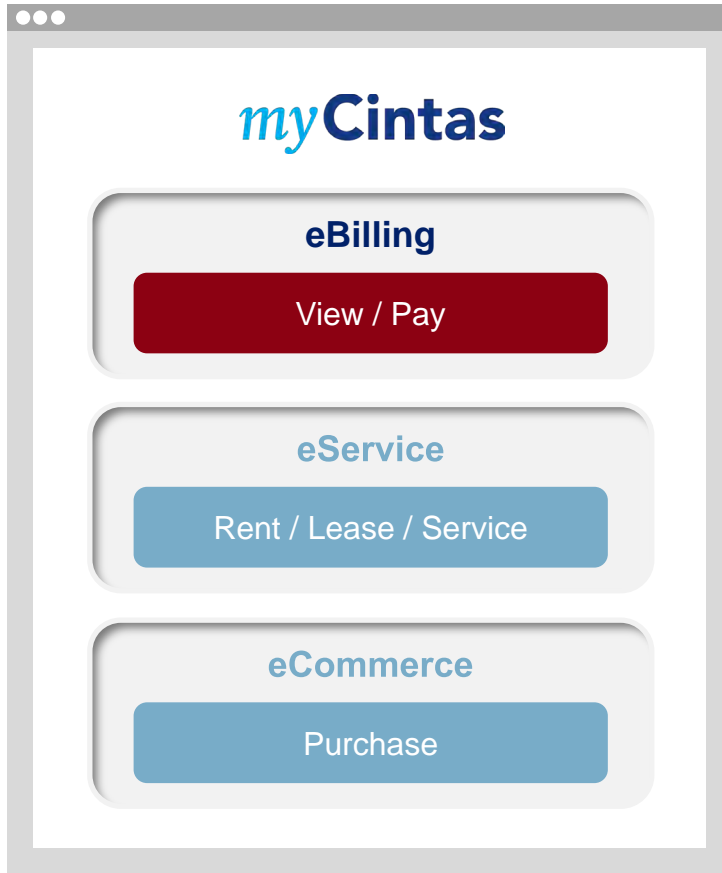 myCintas
eBilling
View / Pay
eService
Rent / Lease / Service
eCommerce
Purchase